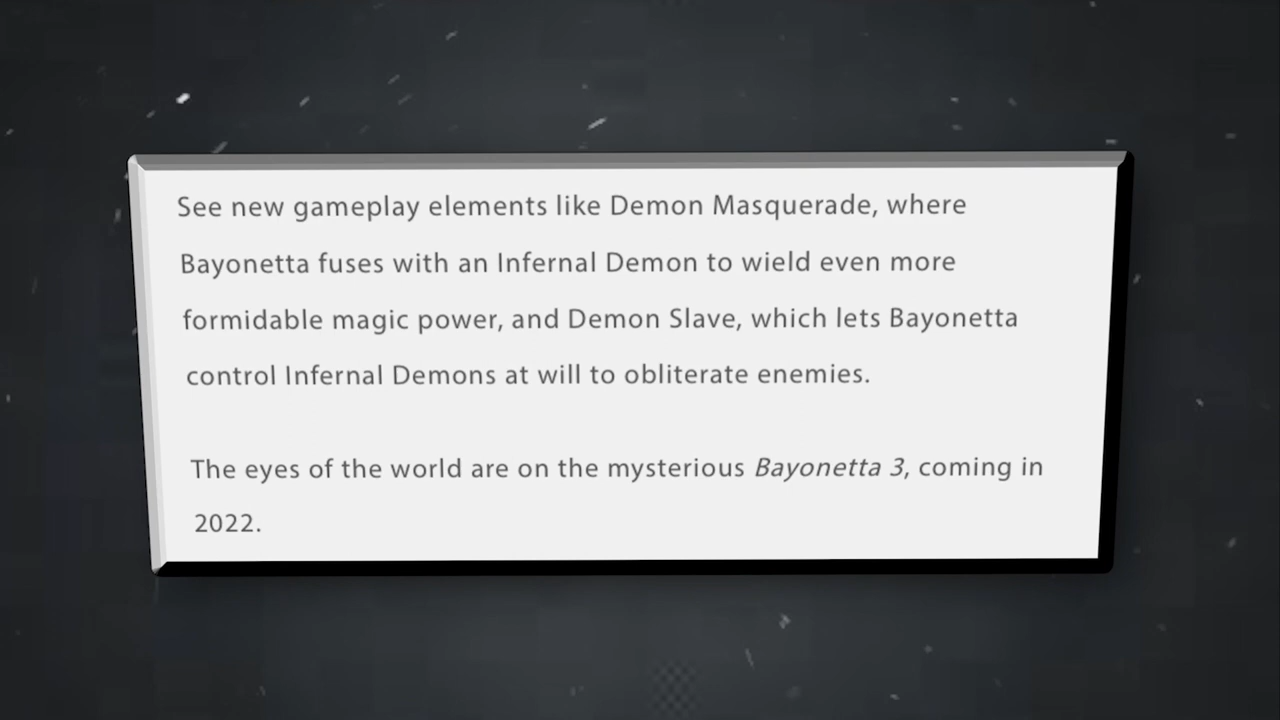 See new gameplay elements like Demon Masquerade, where
Bayonetta fuses with an Infernal Demon to wield even more
formidable magic power, and Demon Slave, which lets Bayonetta
control Infernal Demons at will to obliterate enemies.
The eyes of the world are on the mysterious Bayonetta 3, coming in
2022.